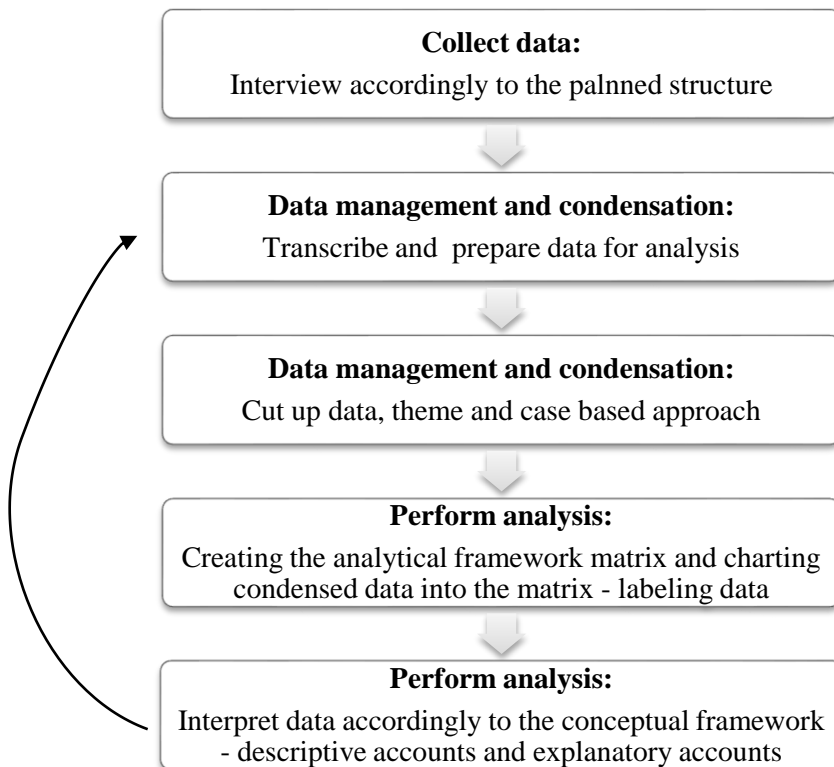 Collect data:
Interview accordingly to the palnned structure
Data management and condensation:
Transcribe and  prepare data for analysis
Data management and condensation:
Cut up data, theme and case based approach
Perform analysis:
Creating the analytical framework matrix and charting
condensed data into the matrix - labeling data
Perform analysis:
Interpret data accordingly to the conceptual framework
- descriptive accounts and explanatory accounts